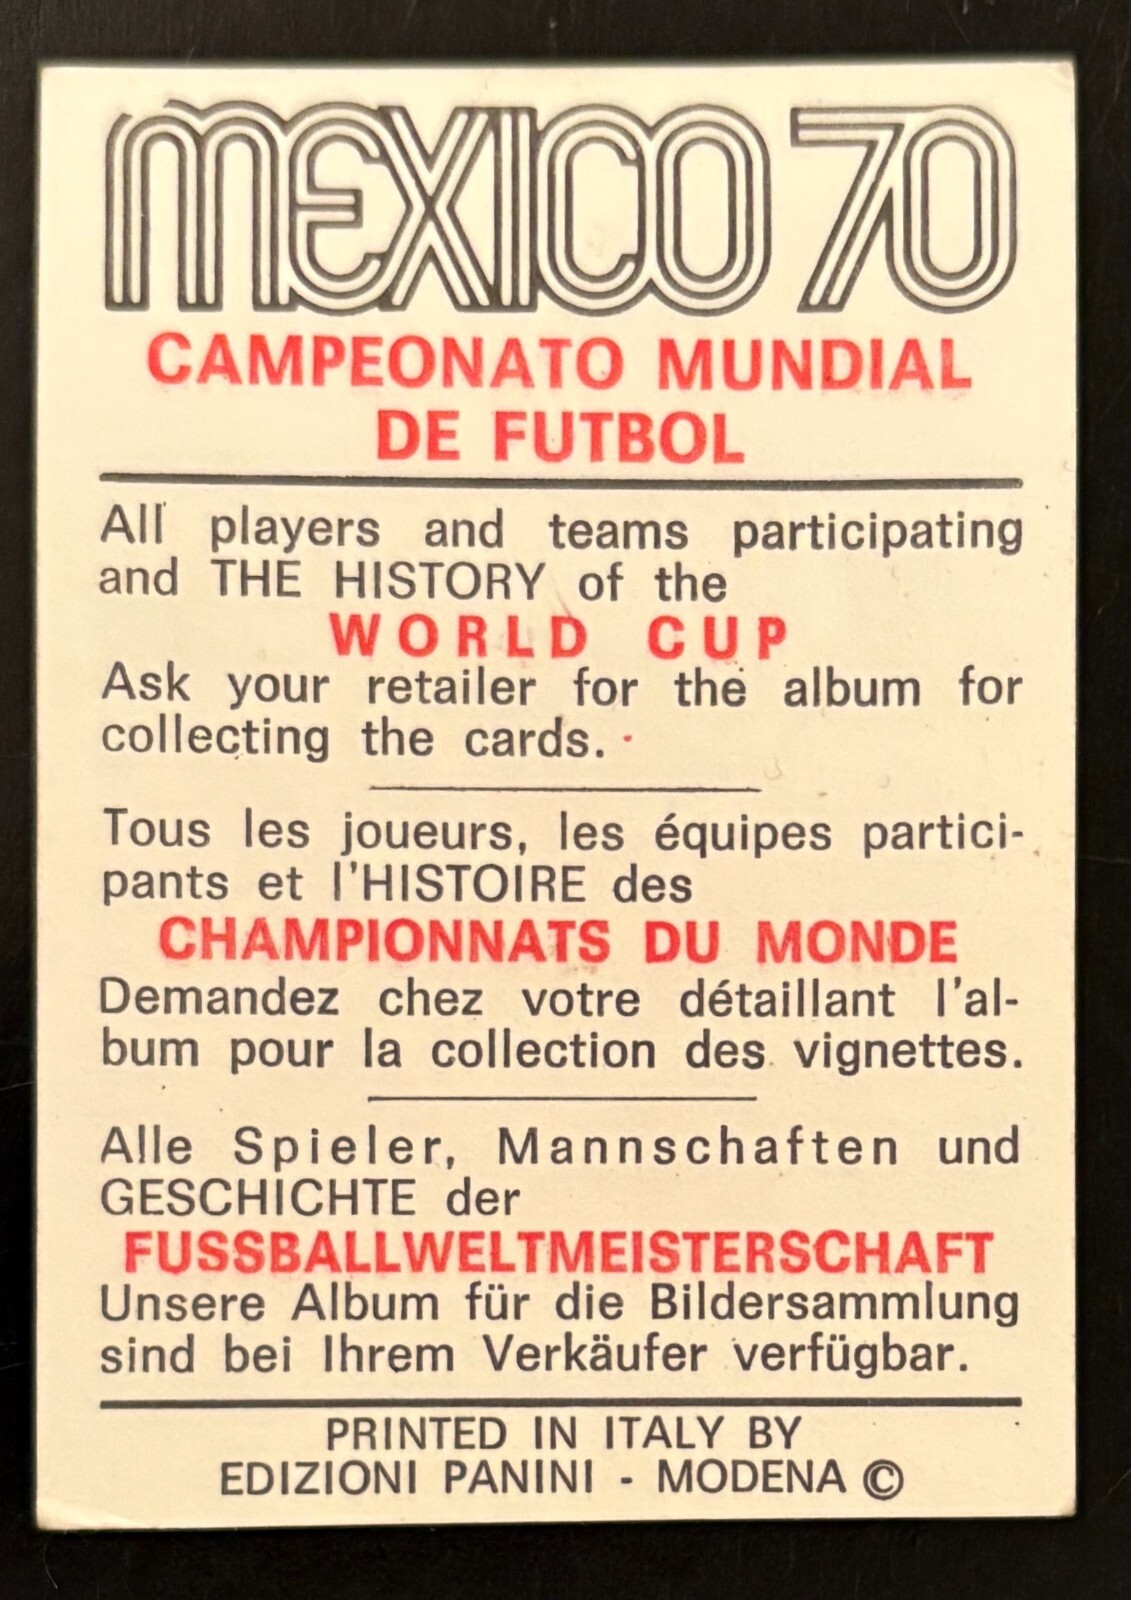 MEXICO 70
CAMPEONATO MUNDIAL
DE FUTBOL
All players and teams participating
and THE HISTORY of the
WORLD CUP
Ask your retailer for the album for
collecting the cards.
Tous les joueurs, les équipes partici-
pants et l'HISTOIRE des
CHAMPIONNATS DU MONDE
Demandez chez votre détaillant l'al-
bum pour la collection des vignettes.
Alle Spieler, Mannschaften und
GESCHICHTE der
FUSSBALLWELTMEISTERSCHAFT
Unsere Album für die Bildersammlung
sind bei Ihrem Verkäufer verfügbar.
PRINTED IN ITALY BY
EDIZIONI PANINI - MODENA ©